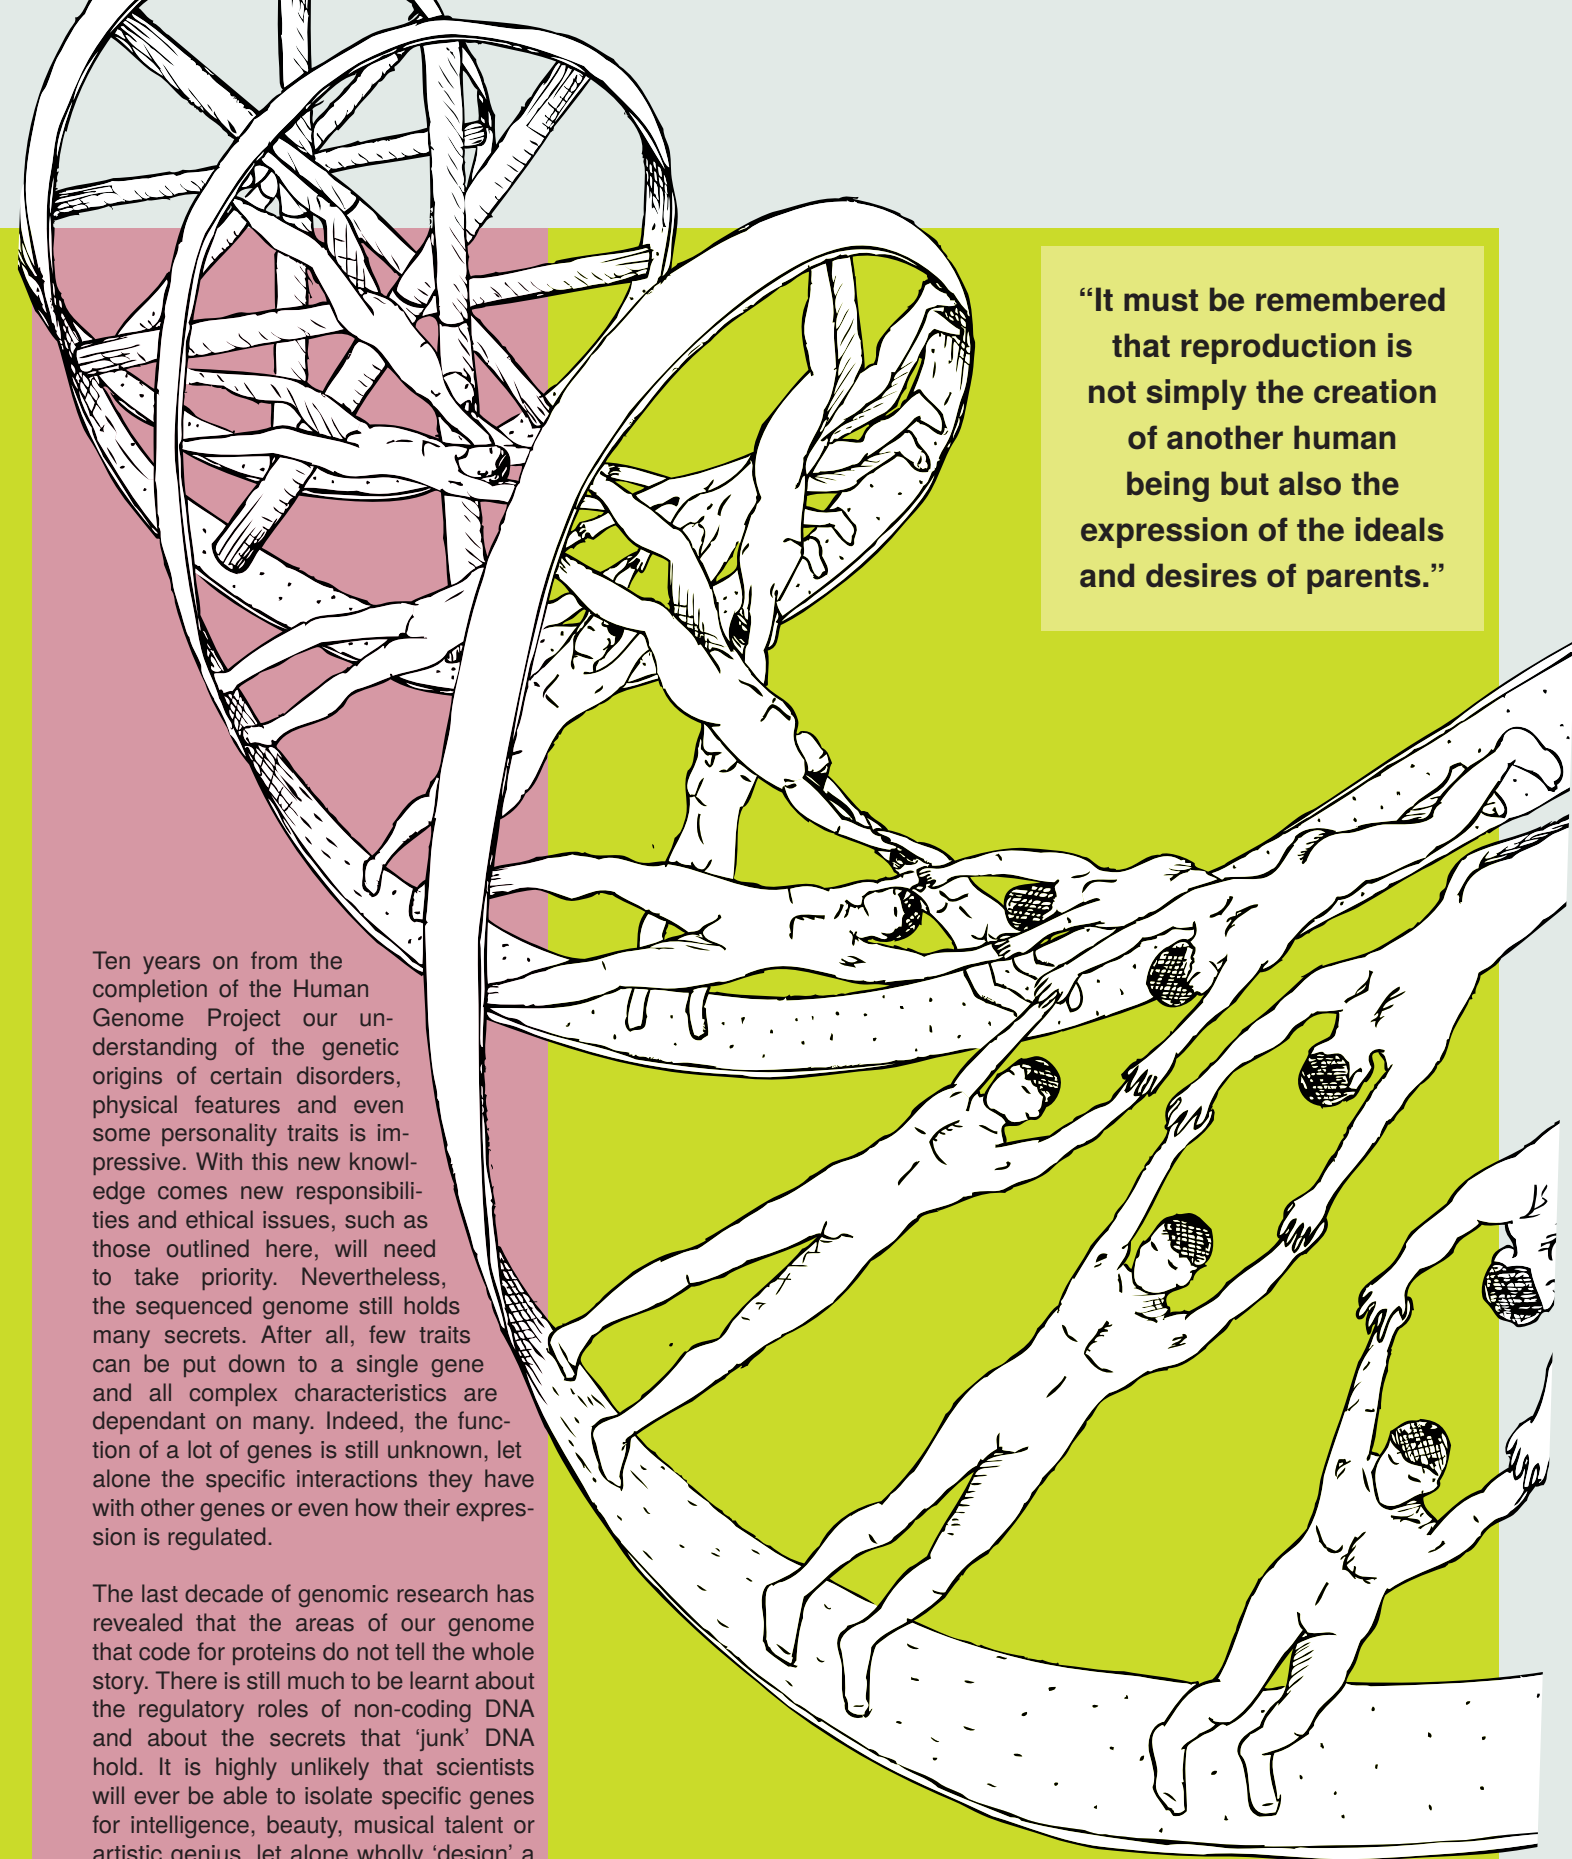 “It must be remembered
that reproduction is
not simply the creation
of another human
being but also the
expression of the ideals
and desires of parents.”
Ten years on from the
completion of the Human
Genome Project our un-
derstanding of the genetic
origins of certain disorders,
physical features and even
some personality traits is im-
pressive. With this new knowl-
edge comes new responsibili-
ties and ethical issues, such as
those outlined here, will need
to take priority. Nevertheless,
the sequenced genome still holds
many secrets. After all, few traits
can be put down to a single gene
and all complex characteristics are
dependant on many. Indeed, the func-
tion of a lot of genes is still unknown, let
alone the specific interactions they have
with other genes or even how their expres-
sion is regulated.
The last decade of genomic research has
revealed that the areas of our genome
that code for proteins do not tell the whole
story. There is still much to be learnt about
the regulatory roles of non-coding DNA
and about the secrets that ‘junk’ DNA
hold. It is highly unlikely that scientists
will ever be able to isolate specific genes
for intelligence, beauty, musical talent or
artistic genius, let alone wholly ‘design’ a